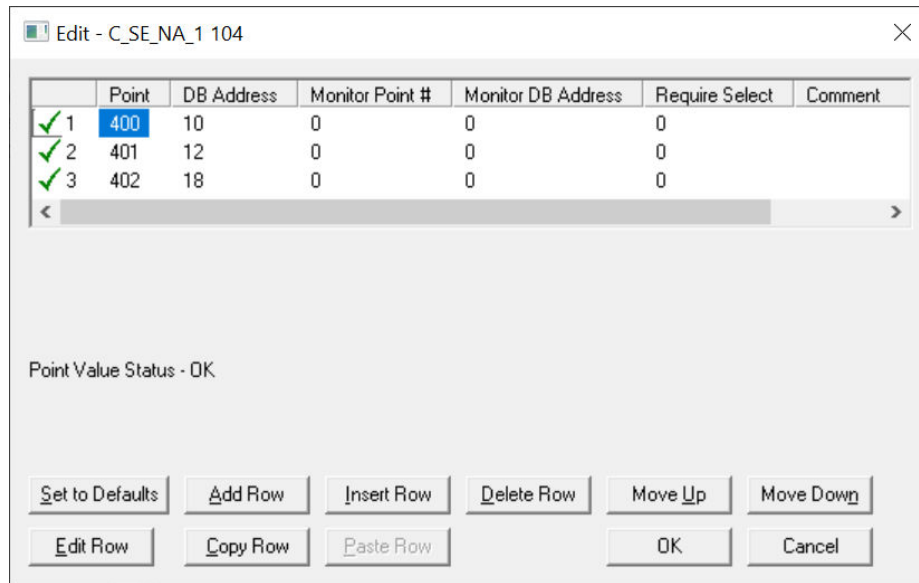 Edit - C_SE_NA_1 104
Point DB Address Monitor Point # Monitor DB Address Require Select Comment
1 400 10 0 0 0
2 401 12 0 0 0
3 402 18 0 0 0
Point Value Status - OK
Set to Defaults Add Row Insert Row Delete Row Move Up Move Down
Edit Row Copy Row Paste Row OK Cancel